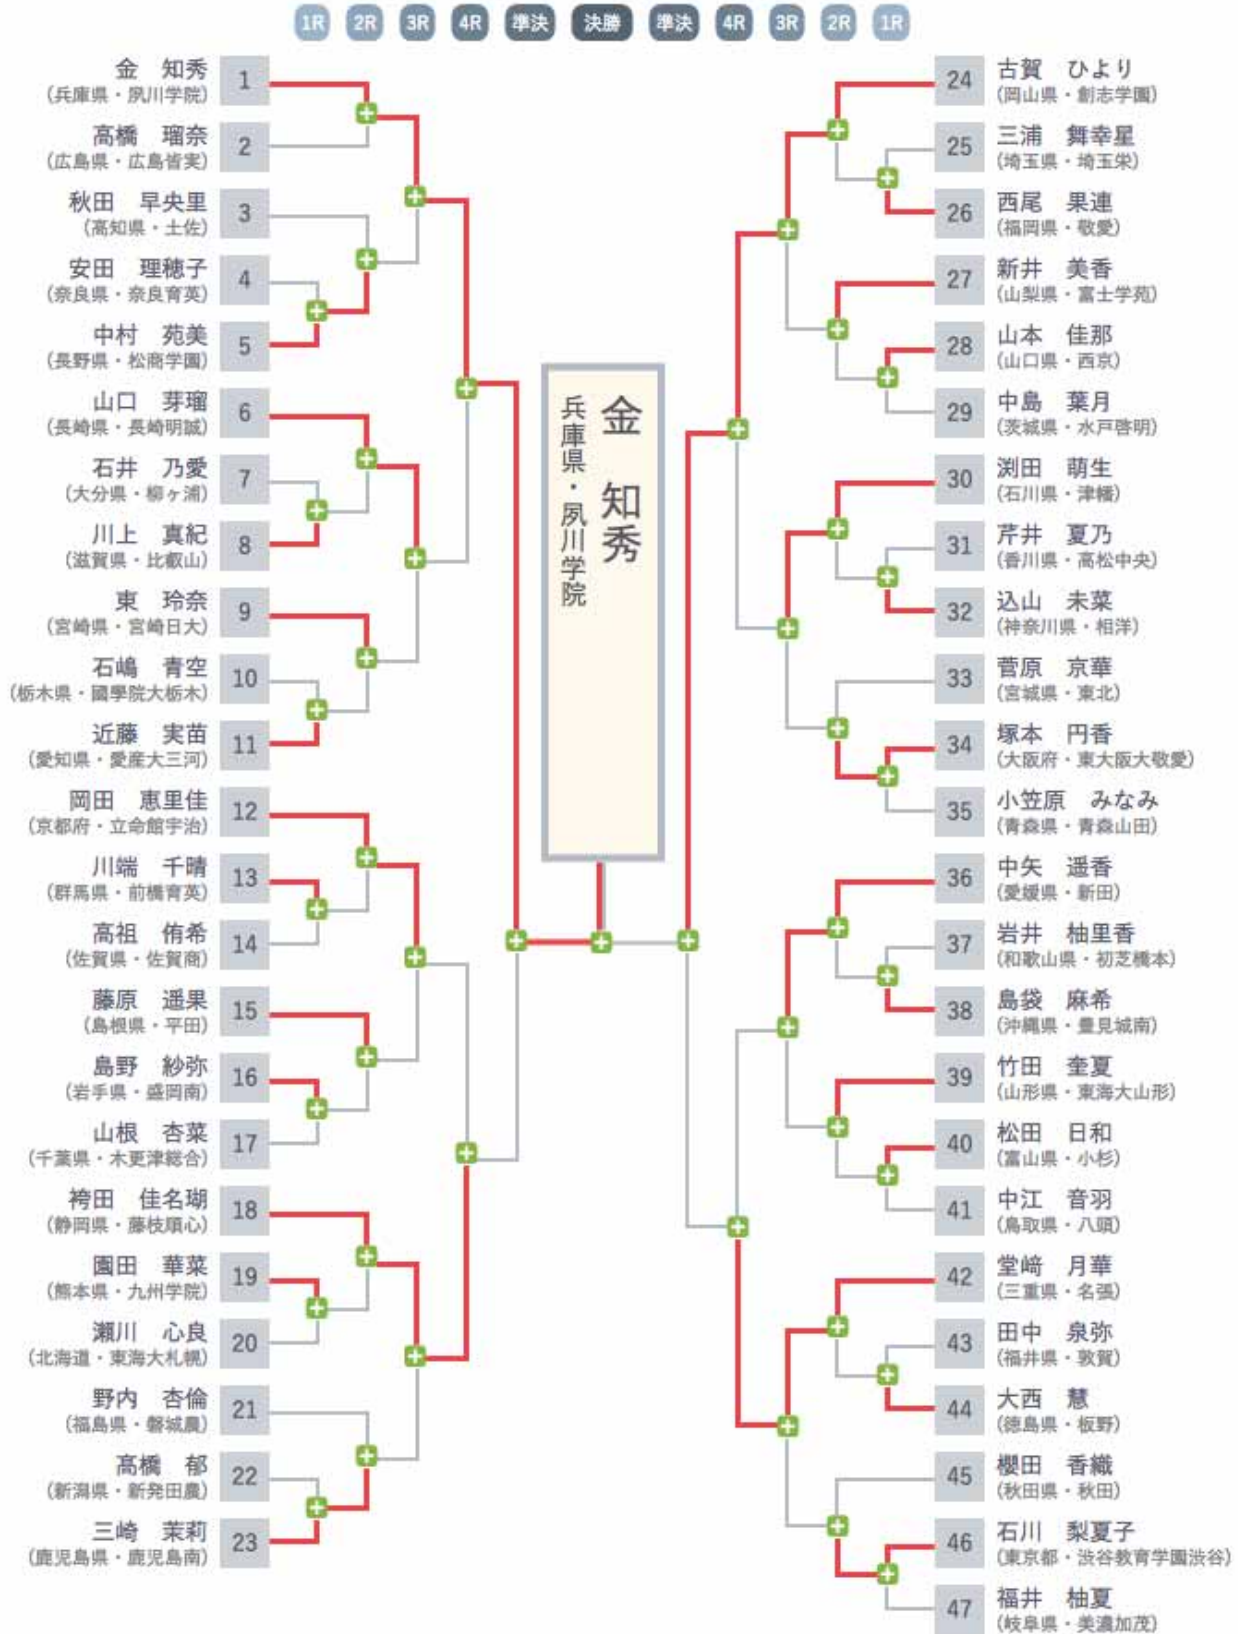 1R 2R 3R 4R 準決 決勝 準決 4R 3R 2R 1R
金　知秀
(兵庫県・夙川学院)
1
高橋　瑠奈
(広島県・広島皆実)
2
秋田　早央里
(高知県・土佐)
3
安田　理穂子
(奈良県・奈良育英)
4
中村　苑美
(長野県・松商学園)
5
山口　芽瑠
(長崎県・長崎明誠)
6
石井　乃愛
(大分県・柳ヶ浦)
7
川上　真紀
(滋賀県・比叡山)
8
東　玲奈
(宮崎県・宮崎日大)
9
石嶋　青空
(栃木県・國學院大栃木)
10
近藤　実苗
(愛知県・愛産大三河)
11
岡田　恵里佳
(京都府・立命館宇治)
12
川端　千晴
(群馬県・前橋育英)
13
高祖　侑希
(佐賀県・佐賀商)
14
藤原　遥果
(島根県・平田)
15
島野　紗弥
(岩手県・盛岡南)
16
山根　杏菜
(千葉県・木更津総合)
17
袴田　佳名瑚
(静岡県・藤枝順心)
18
園田　華菜
(熊本県・九州学院)
19
瀬川　心良
(北海道・東海大札幌)
20
野内　杏倫
(福島県・磐城農)
21
髙橋　郁
(新潟県・新発田農)
22
三崎　茉莉
(鹿児島県・鹿児島南)
23
金　知秀
兵庫県・夙川学院
24
古賀　ひより
(岡山県・創志学園)
25
三浦　舞幸星
(埼玉県・埼玉栄)
26
西尾　果連
(福岡県・敬愛)
27
新井　美香
(山梨県・富士学苑)
28
山本　佳那
(山口県・西京)
29
中島　葉月
(茨城県・水戸啓明)
30
渕田　萌生
(石川県・津幡)
31
芹井　夏乃
(香川県・高松中央)
32
込山　未菜
(神奈川県・相洋)
33
菅原　京華
(宮城県・東北)
34
塚本　円香
(大阪府・東大阪大敬愛)
35
小笠原　みなみ
(青森県・青森山田)
36
中矢　遥香
(愛媛県・新田)
37
岩井　柚里香
(和歌山県・初芝橋本)
38
島袋　麻希
(沖縄県・豊見城南)
39
竹田　奎夏
(山形県・東海大山形)
40
松田　日和
(富山県・小杉)
41
中江　音羽
(鳥取県・八頭)
42
堂﨑　月華
(三重県・名張)
43
田中　泉弥
(福井県・敦賀)
44
大西　慧
(徳島県・板野)
45
櫻田　香織
(秋田県・秋田)
46
石川　梨夏子
(東京都・渋谷教育学園渋谷)
47
福井　柚夏
(岐阜県・美濃加茂)